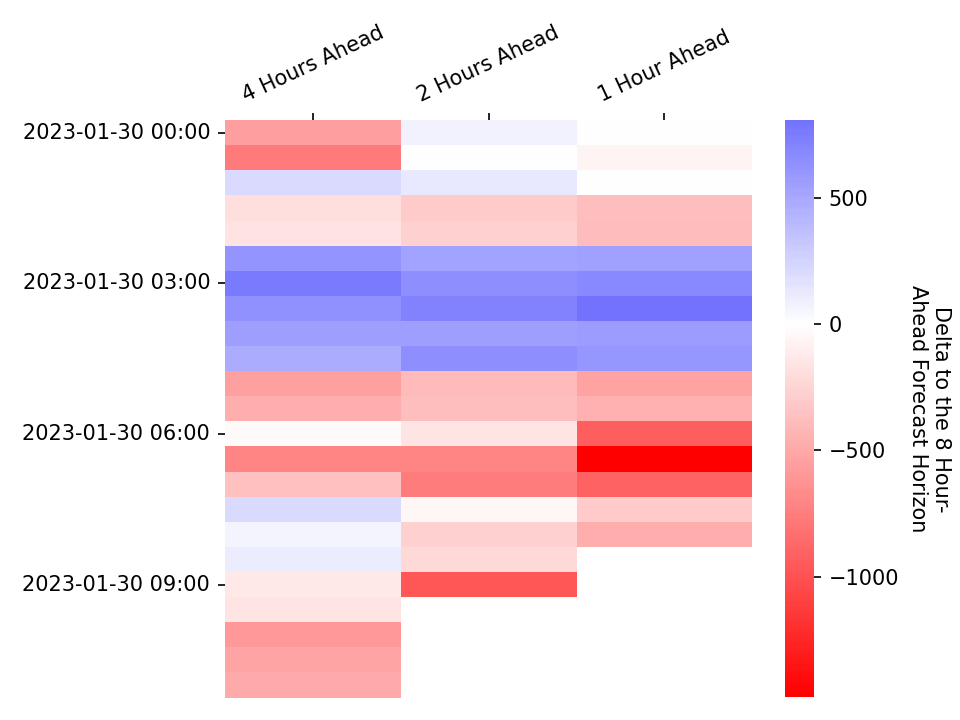 4 Hours Ahead
2 Hours Ahead
1 Hour Ahead
2023-01-30 00:00
2023-01-30 03:00
2023-01-30 06:00
2023-01-30 09:00
500
0
−500
−1000
Delta to the 8 Hour-
Ahead Forecast Horizon